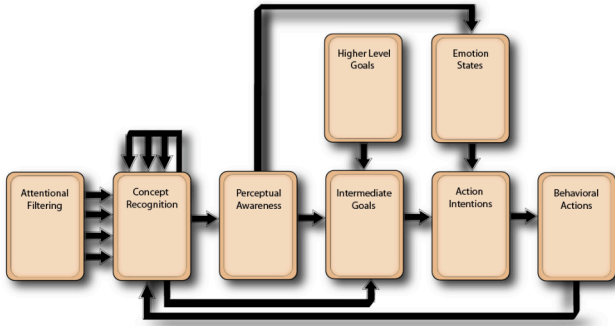 Higher Level
Goals
Emotion
States
Attentional
Filtering
Concept
Recognition
Perceptual
Awareness
Intermediate
Goals
Action
Intentions
Behavioral
Actions